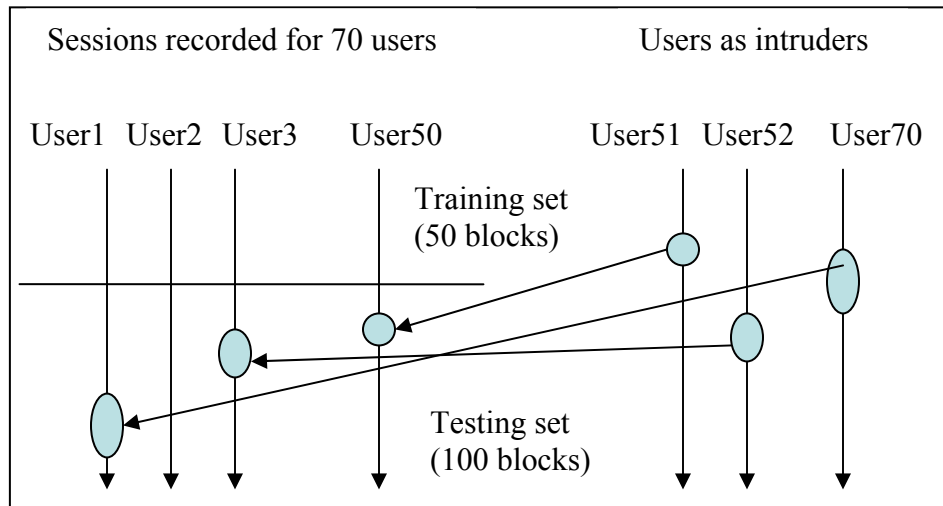 Sessions recorded for 70 users
Users as intruders
User1 User2 User3 User50 User51 User52 User70
Training set
(50 blocks)
Testing set
(100 blocks)